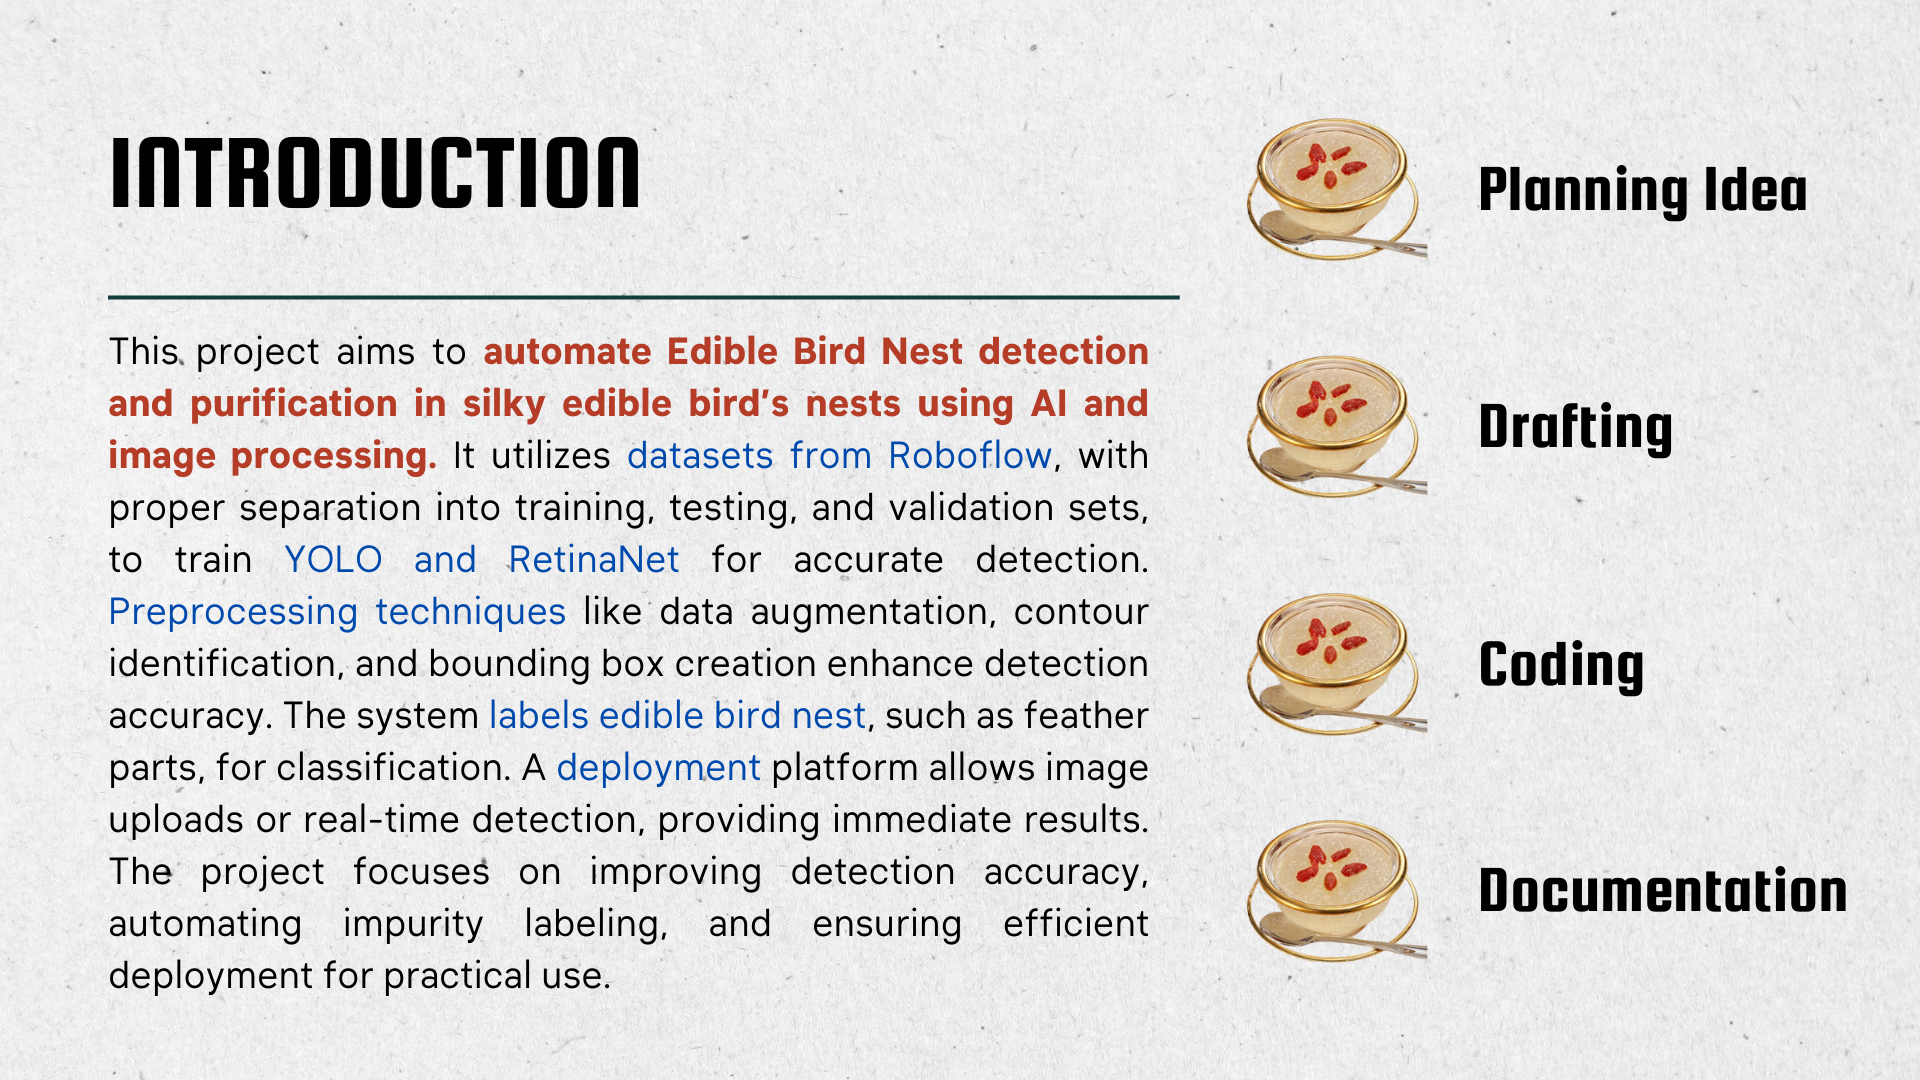 INTRODUCTION
This project aims to automate Edible Bird Nest detection
and purification in silky edible bird's nests using AI and
image processing. It utilizes datasets from Roboflow, with
proper separation into training, testing, and validation sets,
to train YOLO and RetinaNet for accurate detection.
Preprocessing techniques like data augmentation, contour
identification, and bounding box creation enhance detection
accuracy. The system labels edible bird nest, such as feather
parts, for classification. A deployment platform allows image
uploads or real-time detection, providing immediate results.
The project focuses on improving detection accuracy,
automating impurity labeling, and ensuring efficient
deployment for practical use.
Planning Idea
Drafting
Coding
Documentation